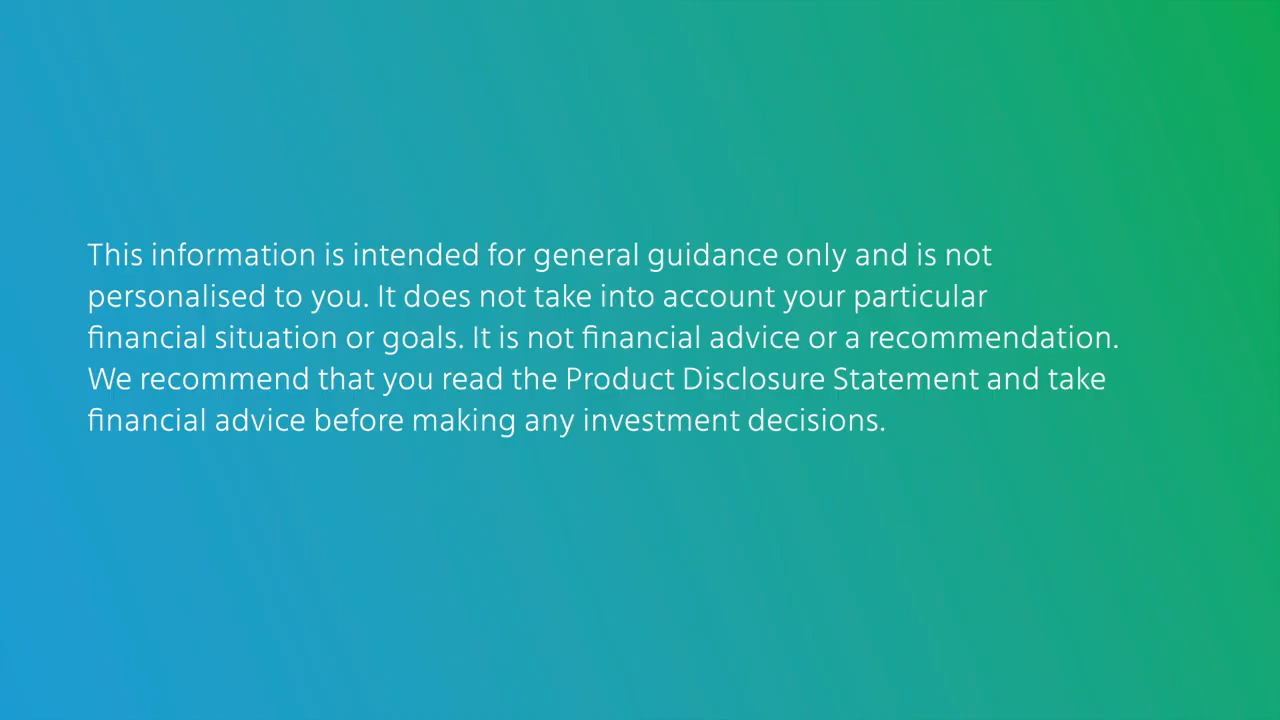 This information is intended for general guidance only and is not
personalised to you. It does not take into account your particular
financial situation or goals. It is not financial advice or a recommendation.
We recommend that you read the Product Disclosure Statement and take
financial advice before making any investment decisions.